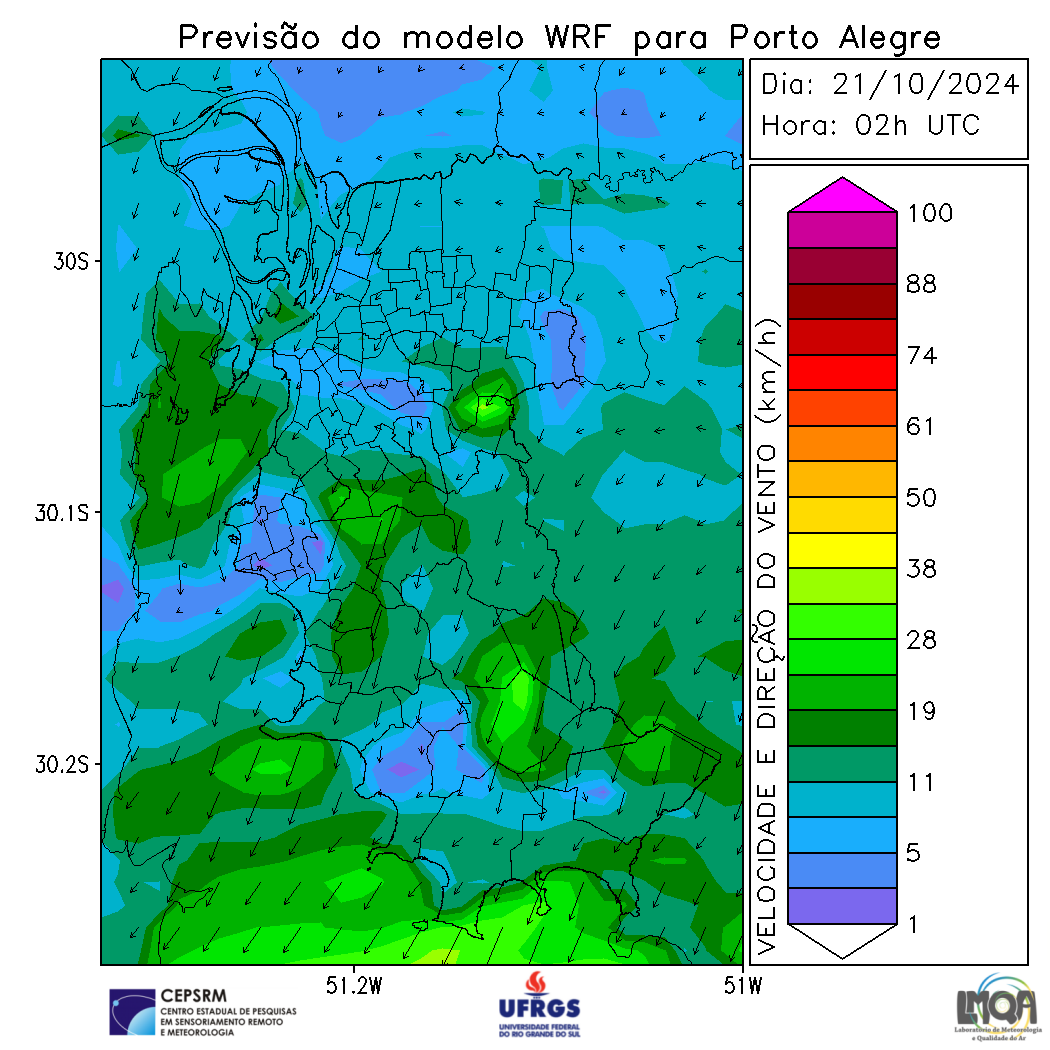 Previsão do modelo WRF para Porto Alegre
Dia: 21/10/2024
Hora: 02h UTC
30S
30.1S
30.2S
51.2W
51W
VELOCIDADE E DIREÇÃO DO VENTO (km/h)
100
88
74
61
50
38
28
19
11
5
1
CEPSRM
CENTRO ESTADUAL DE PESQUISAS
EM SENSORIAMENTO REMOTO
E METEOROLOGIA
UFRGS
UNIVERSIDADE FEDERAL
DO RIO GRANDE DO SUL
LMQA
Laboratório de Meteorologia
e Qualidade do Ar